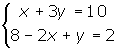 x + 3y = 10
8 - 2x + y = 2